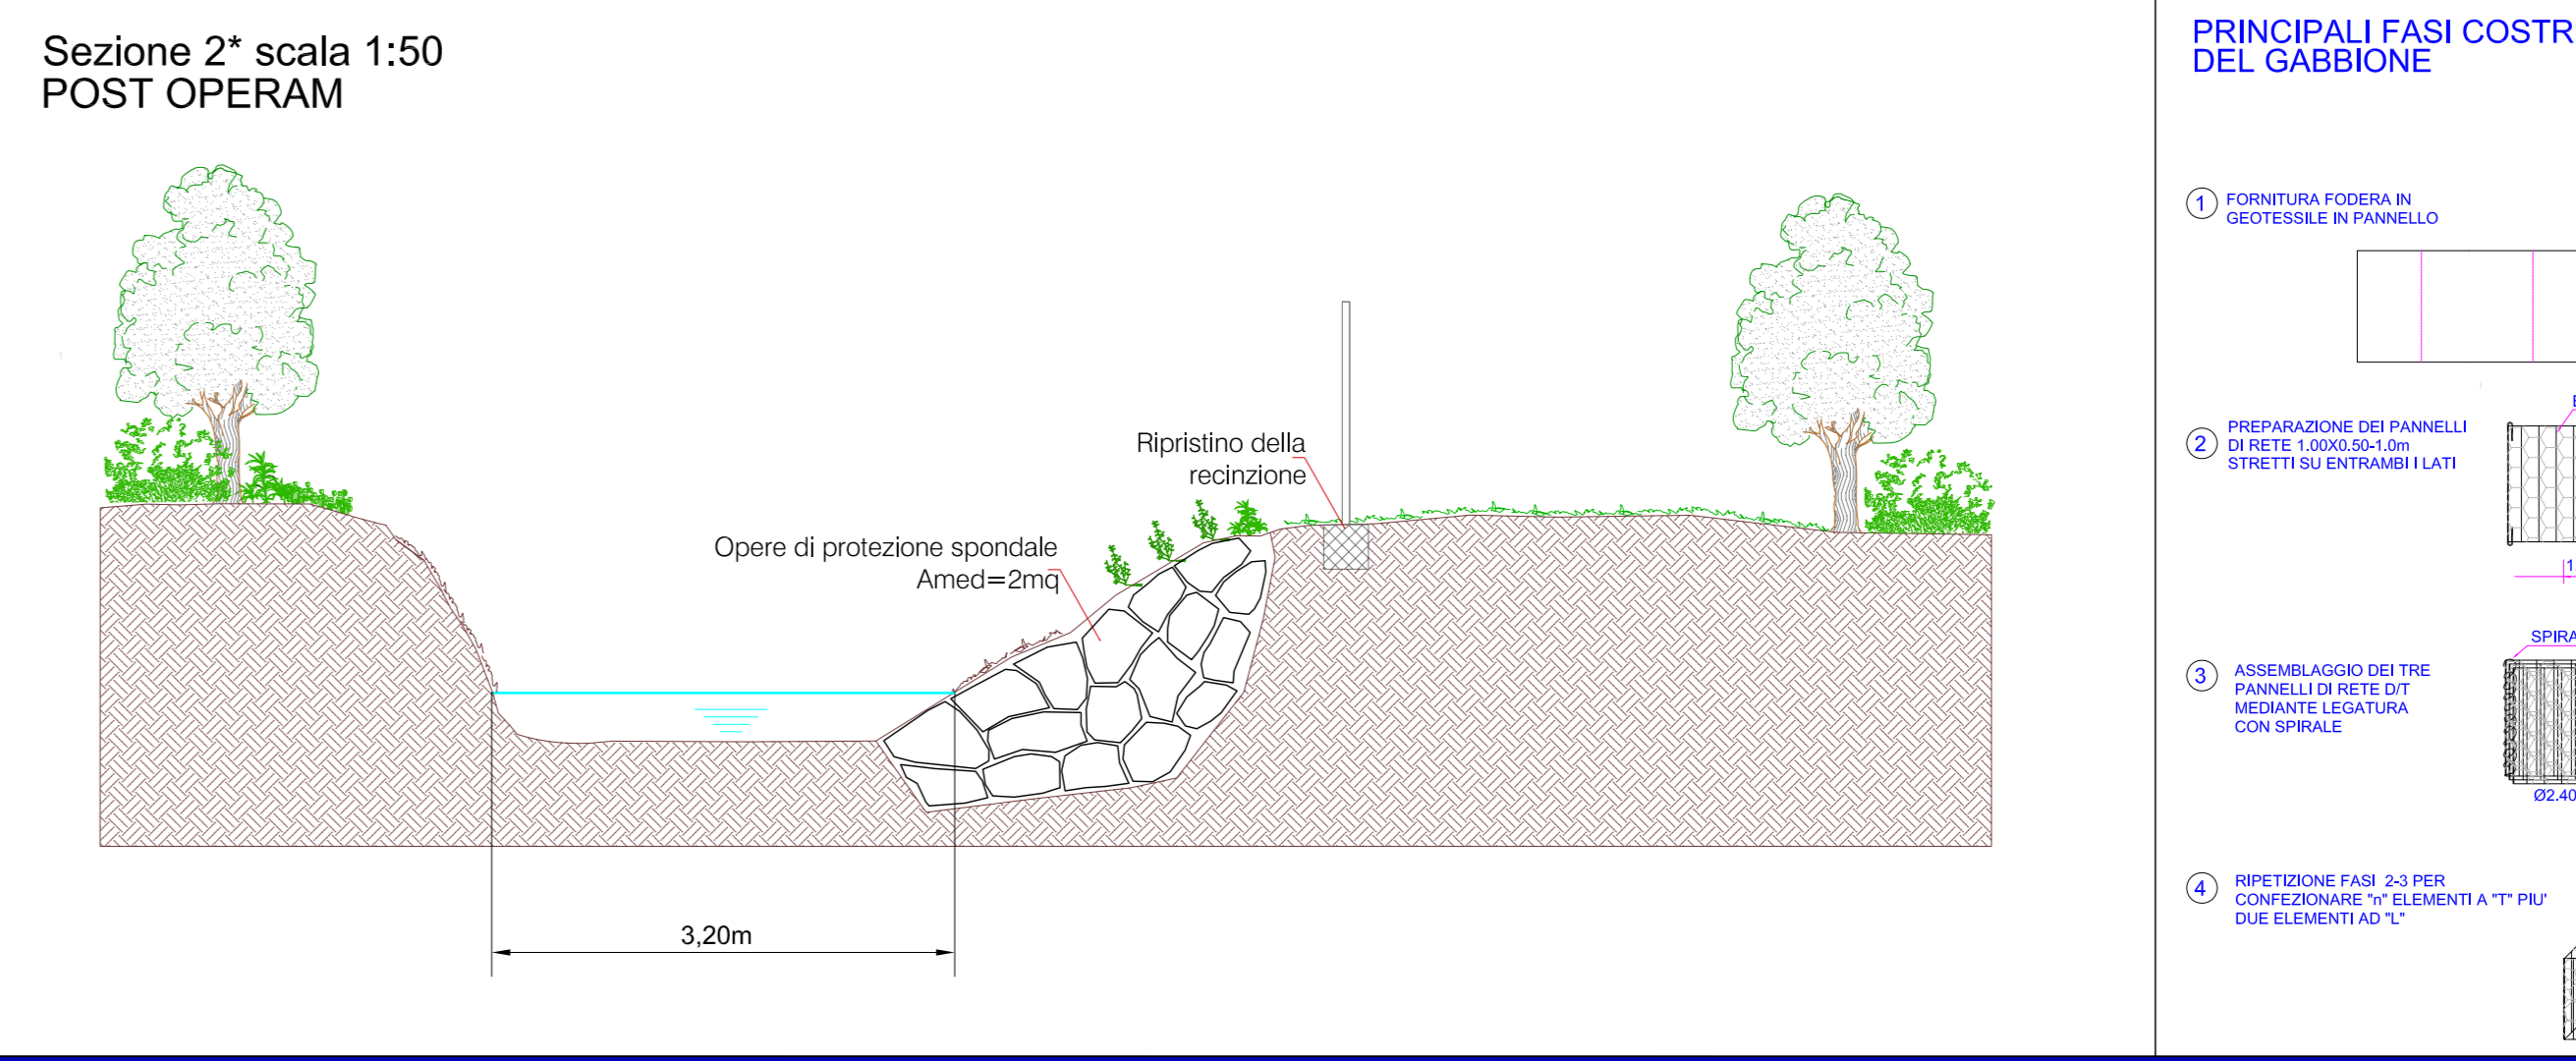 Sezione 2* scala 1:50
POST OPERAM
Ripristino della
recinzione
Opere di protezione spondale
Amed=2mq
3,20m
PRINCIPALI FASI COSTR
DEL GABBIONE
1 FORNITURA FODERA IN
GEOTESSILE IN PANNELLO
2 PREPARAZIONE DEI PANNELLI
DI RETE 1.00X0.50-1.0m
STRETTI SU ENTRAMBI I LATI
SPIRA
3 ASSEMBLAGGIO DEI TRE
PANNELLI DI RETE D/T
MEDIANTE LEGATURA
CON SPIRALE
Ø2.40
4 RIPETIZIONE FASI 2-3 PER
CONFEZIONARE "n" ELEMENTI A "T" PIU'
DUE ELEMENTI AD "L"